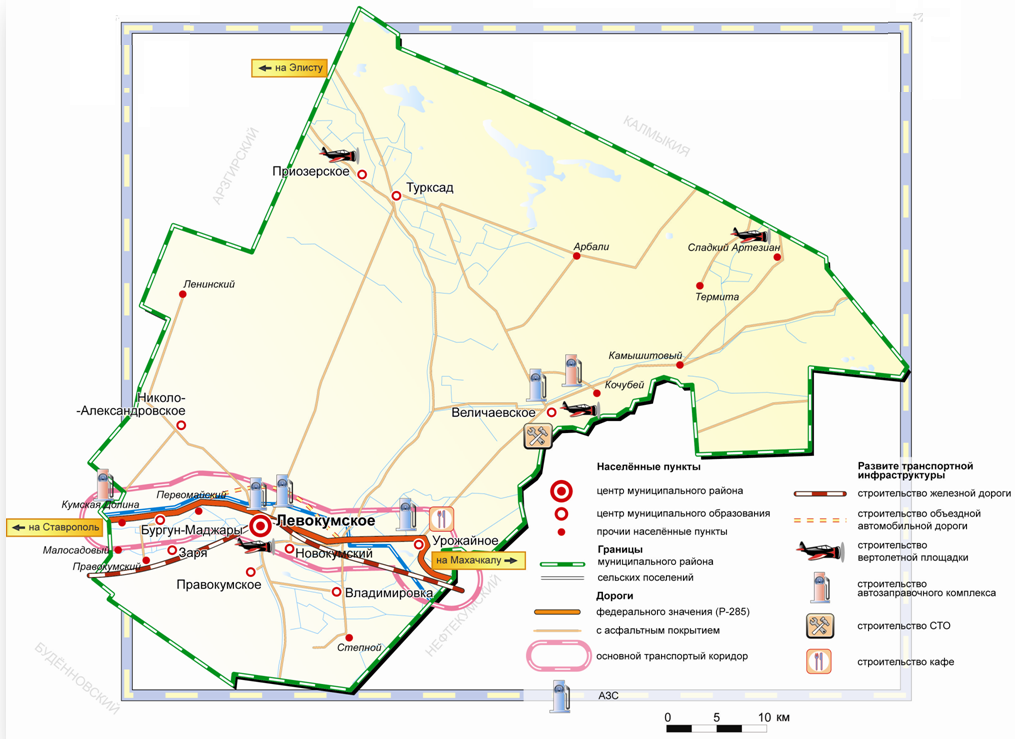 на Элисту
КАЛМЫКИЯ
АРЗГИРСКИЙ
Приозерское
Турксад
Арбали
Сладкий Артезиан
Термита
Ленинский
Камышитовый
Кочубей
Величаевское
Николо-
-Александровское
Кумская Долина
Первомайский
на Ставрополь
Бургун-Маджары
Левокумское
Малосадовый
Заря
Новокумский
Урожайное
на Махачкалу
Правокумский
Правокумское
Владимировка
Степной
БУДЁННОВСКИЙ
НЕФТЕКУМСКИЙ
Населённые пункты
центр муниципального района
центр муниципального образования
прочии населённые пункты
Границы
муниципального района
сельских поселений
Дороги
федерального значения (Р-285)
с асфальтным покрытием
основной транспортый коридор
АЗС
Развите транспортной
инфраструктуры
строительство железной дороги
строительство объездной
автомобильной дороги
строительство
вертолетной площадки
строительство
автозаправочного комплекса
строительство СТО
строительство кафе
0 5 10 км